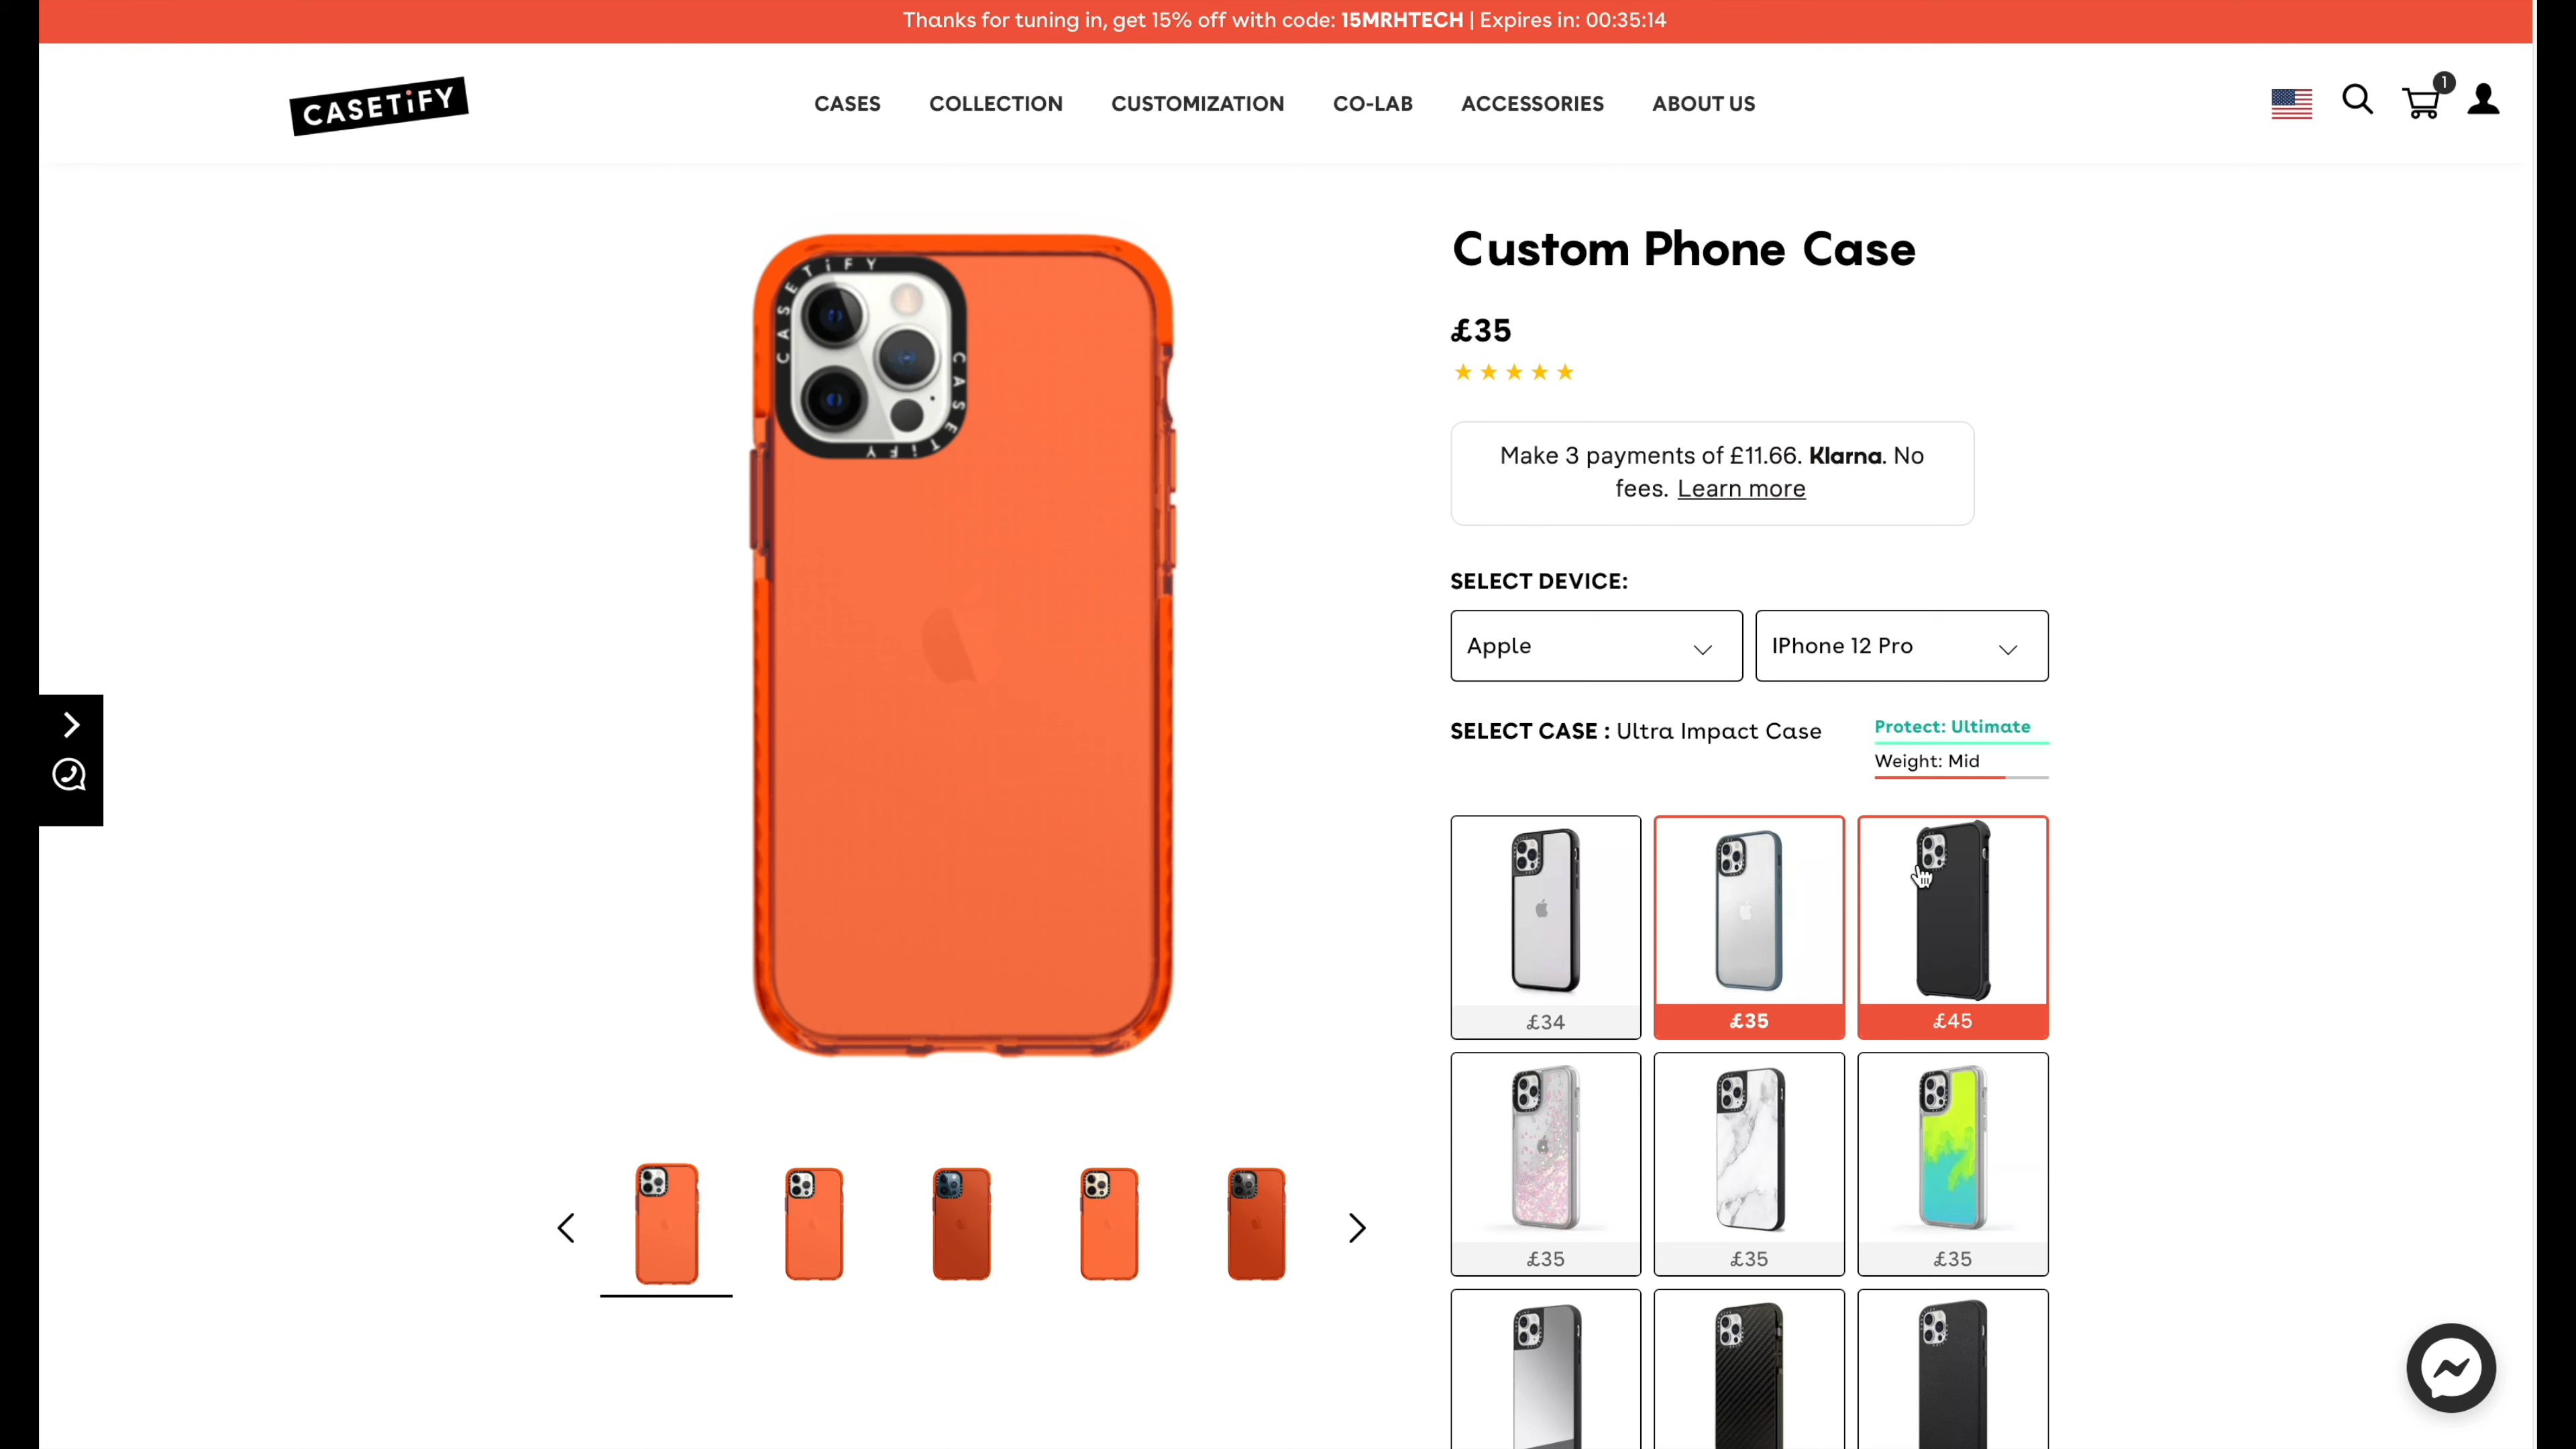 Thanks for tuning in, get 15% off with code: 15MRHTECH | Expires in: 00:35:14
CASETiFY
CASES COLLECTION CUSTOMIZATION CO-LAB ACCESSORIES ABOUT US
1
CASETiFY
CASETiFY
Custom Phone Case
£35
Make 3 payments of £11.66. Klarna. No
fees. Learn more
SELECT DEVICE:
Apple
IPhone 12 Pro
SELECT CASE : Ultra Impact Case
Protect: Ultimate
Weight: Mid
£34
£35
£45
£35
£35
£35